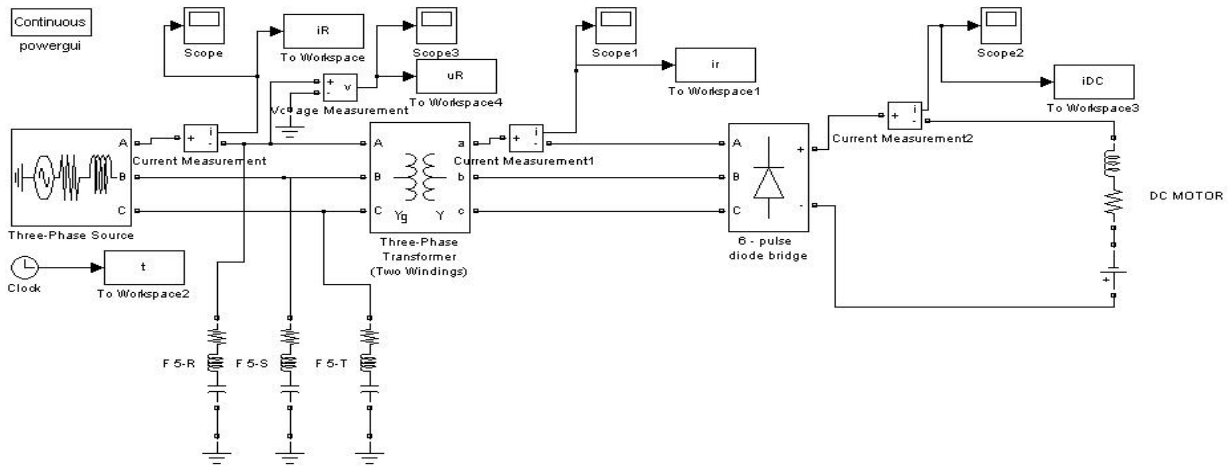 Continuous
powergui
Scope
iR
To Workspace
Scope3
uR
To Workspace4
Scope1
ir
To Workspace1
Scope2
iDC
To Workspace3
+
-
v
Voltage Measurement
+
i
-
Current Measurement
+
i
-
Current Measurement1
+
i
-
Current Measurement2
A
B
C
Three-Phase Source
A
B
C
a
b
c
Yg
Y
Three-Phase
Transformer
(Two Windings)
A
B
C
+
-
6 - pulse
diode bridge
DC MOTOR
+
Clock
t
To Workspace2
F 5-R
F 5-S
F 5-T